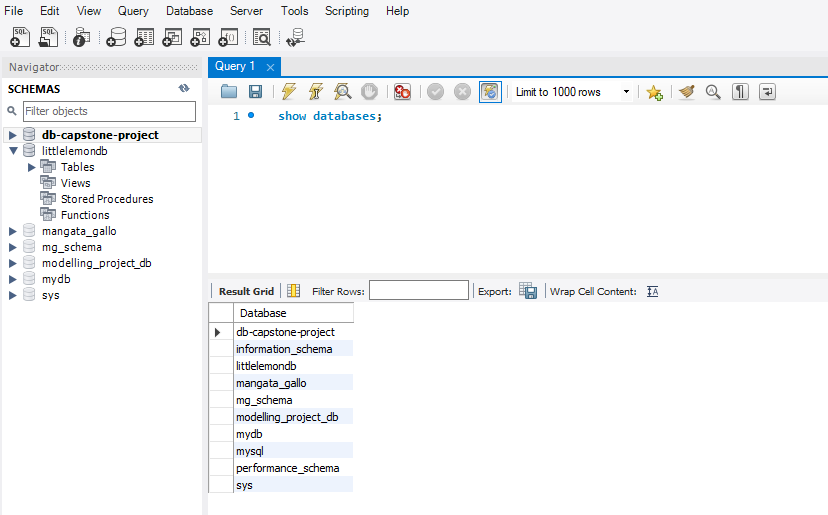 File Edit View Query Database Server Tools Scripting Help
SQL SQL
Navigator
Query 1
SCHEMAS
Filter objects
Limit to 1000 rows
db-capstone-project
littlelemondb
Tables
Views
Stored Procedures
Functions
mangata_gallo
mg_schema
modelling_project_db
mydb
sys
1 show databases;
Result Grid Filter Rows: Export: Wrap Cell Content:
Database
db-capstone-project
information_schema
littlelemondb
mangata_gallo
mg_schema
modelling_project_db
mydb
mysql
performance_schema
sys